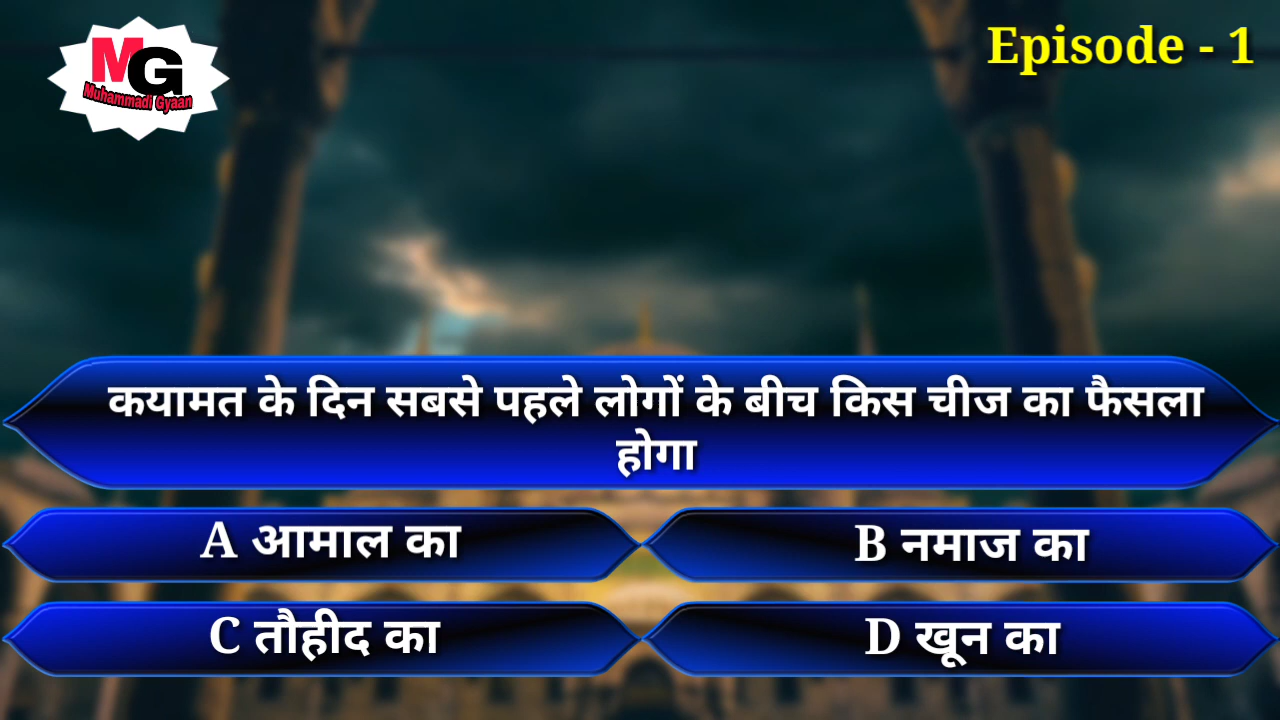 MG
Muhammadi Gyaan
Episode - 1
कयामत के दिन सबसे पहले लोगों के बीच किस चीज का फैसला
होगा
A आमाल का
B नमाज का
C तौहीद का
D खून का